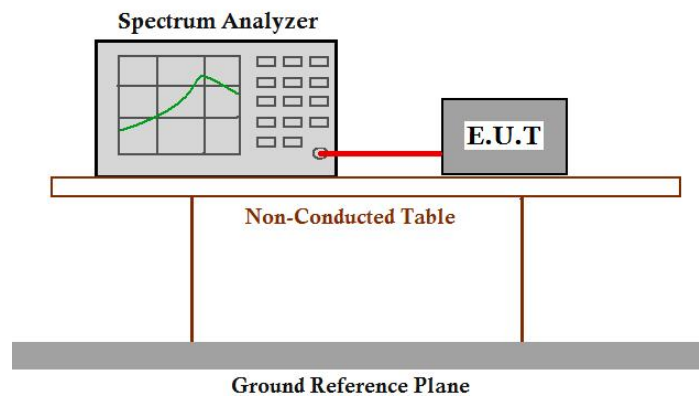 Spectrum Analyzer
E.U.T
Non-Conducted Table
Ground Reference Plane